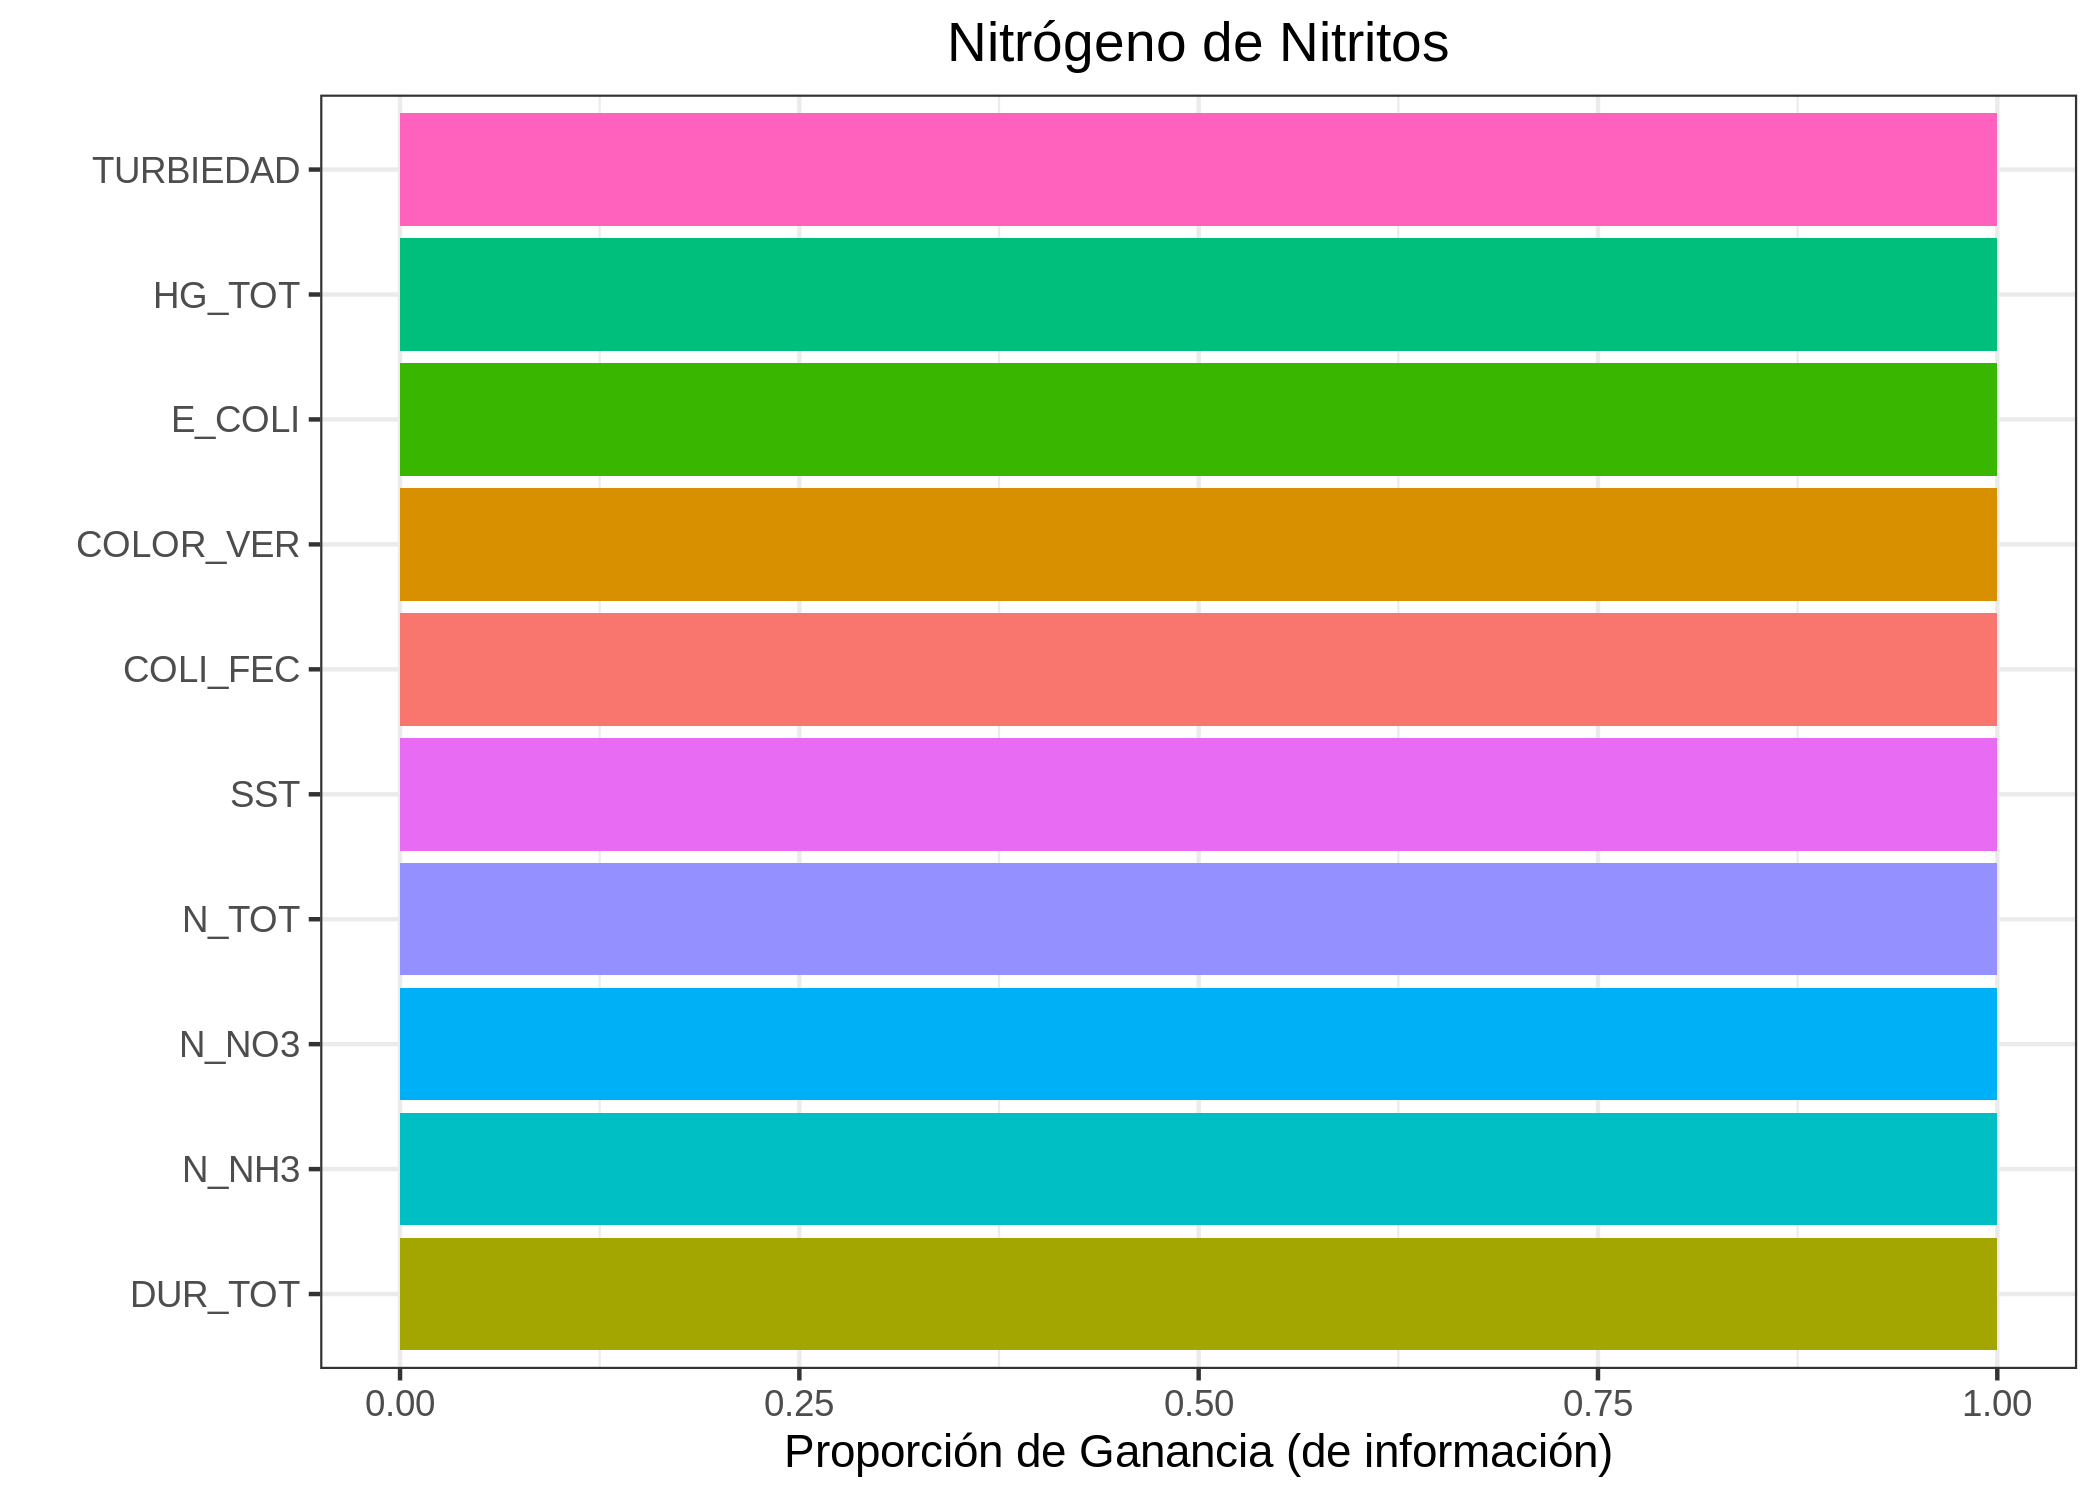 Nitrógeno de Nitritos
TURBIEDAD
HG_TOT
E_COLI
COLOR_VER
COLI_FEC
SST
N_TOT
N_NO3
N_NH3
DUR_TOT
0.00 0.25 0.50 0.75 1.00
Proporción de Ganancia (de información)